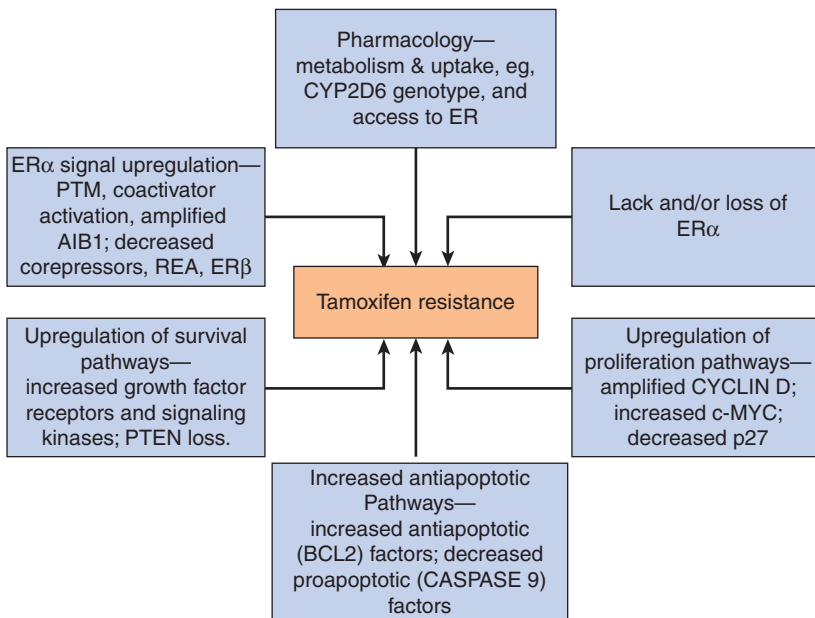 Pharmacology—
metabolism & uptake, eg,
CYP2D6 genotype, and
access to ER
ERα signal upregulation—
PTM, coactivator
activation, amplified
AIB1; decreased
corepressors, REA, ERβ
Lack and/or loss of
ERα
Tamoxifen resistance
Upregulation of survival
pathways—
increased growth factor
receptors and signaling
kinases; PTEN loss.
Upregulation of
proliferation pathways—
amplified CYCLIN D;
increased c-MYC;
decreased p27
Increased antiapoptotic
Pathways—
increased antiapoptotic
(BCL2) factors; decreased
proapoptotic (CASPASE 9)
factors